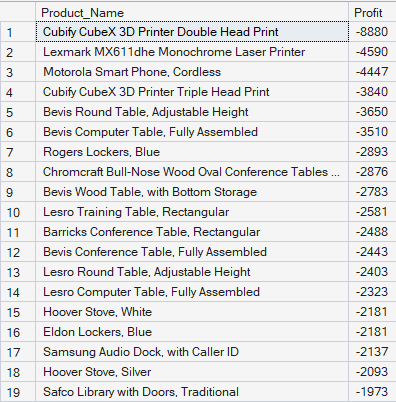 Product_Name Profit
1 Cubify CubeX 3D Printer Double Head Print -8880
2 Lexmark MX611dhe Monochrome Laser Printer -4590
3 Motorola Smart Phone, Cordless -4447
4 Cubify CubeX 3D Printer Triple Head Print -3840
5 Bevis Round Table, Adjustable Height -3650
6 Bevis Computer Table, Fully Assembled -3510
7 Rogers Lockers, Blue -2893
8 Chromcraft Bull-Nose Wood Oval Conference Tables ... -2876
9 Bevis Wood Table, with Bottom Storage -2783
10 Lesro Training Table, Rectangular -2581
11 Barricks Conference Table, Rectangular -2488
12 Bevis Conference Table, Fully Assembled -2443
13 Lesro Round Table, Adjustable Height -2403
14 Lesro Computer Table, Fully Assembled -2323
15 Hoover Stove, White -2181
16 Eldon Lockers, Blue -2181
17 Samsung Audio Dock, with Caller ID -2137
18 Hoover Stove, Silver -2093
19 Safco Library with Doors, Traditional -1973